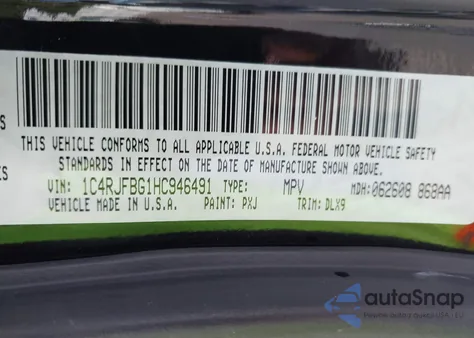 S
THIS VEHICLE CONFORMS TO ALL APPLICABLE U.S.A. FEDERAL MOTOR VEHICLE SAFETY
STANDARDS IN EFFECT ON THE DATE OF MANUFACTURE SHOWN ABOVE.
VIN: 1C4RJFBG1HC946491 TYPE: MPV MDH:062608 868AA
VEHICLE MADE IN U.S.A. PAINT: PXJ TRIM: DLX9
autoSnap